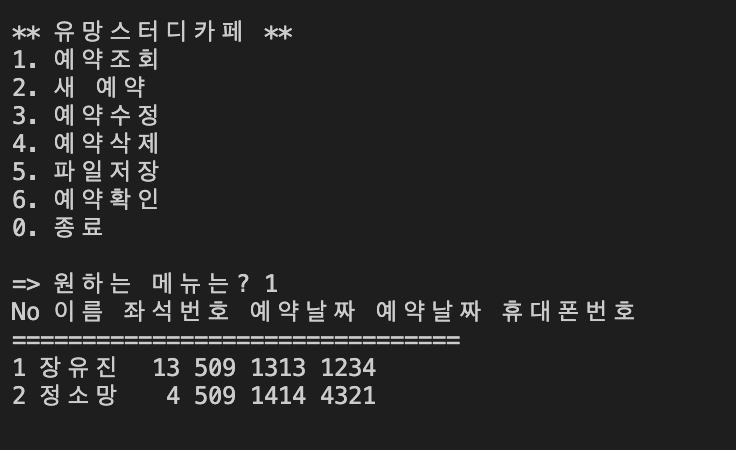 ** 유망스터디카페 **
1. 예약조회
2. 새 예약
3. 예약수정
4. 예약삭제
5. 파일저장
6. 예약확인
0. 종료
=> 원하는 메뉴는? 1
No 이름 좌석번호 예약날짜 예약날짜 휴대폰번호
================================
1 장유진  13 509 1313 1234
2 정소망   4 509 1414 4321